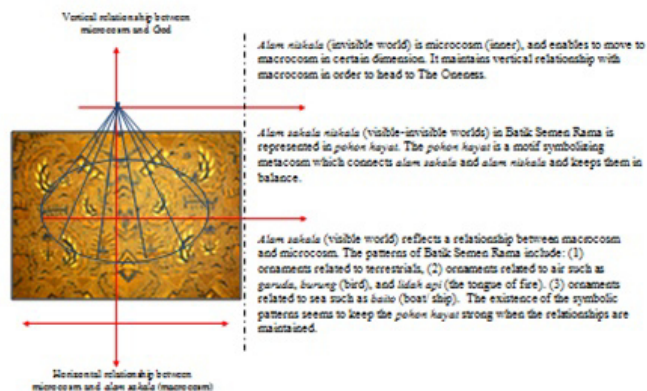 Vertical relationship between
microcosm and God
Alam niskala (invisible world) is microcosm (inner), and enables to move to
macrocosm in certain dimension. It maintains vertical relationship with
macrocosm in order to head to The Oneness.
Alam sakala niskala (visible-invisible worlds) in Batik Semen Rama is
represented in pohon hayat. The pohon hayat is a motif symbolizing
metacosm which connects alam sakala and alam niskala and keeps them in
balance.
Alam sakala (visible world) reflects a relationship between macrocosm
and microcosm. The patterns of Batik Semen Rama include: (1)
ornaments related to terrestrials, (2) ornaments related to air such as
garuda, burung (bird), and lidah api (the tongue of fire). (3) ornaments
related to sea such as baito (boat/ ship). The existence of the symbolic
patterns seems to keep the pohon hayat strong when the relationships are
maintained.
Horizontal relationship between
microcosm and alam sakala (macrocosm)